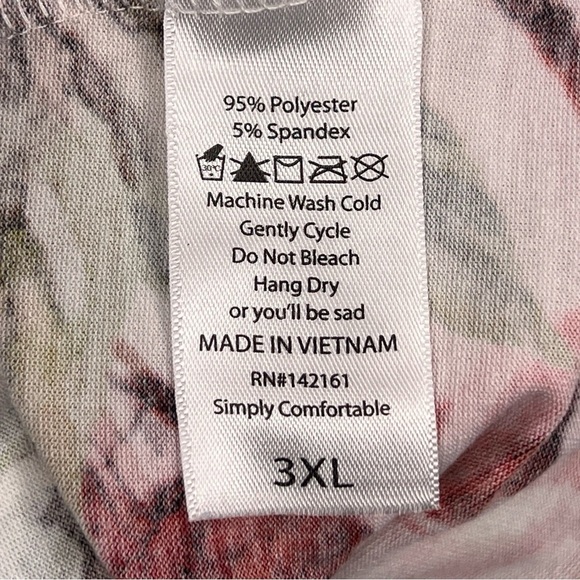 95% Polyester
5% Spandex
30°C
Machine Wash Cold
Gently Cycle
Do Not Bleach
Hang Dry
or you'll be sad
MADE IN VIETNAM
RN#142161
Simply Comfortable
3XL